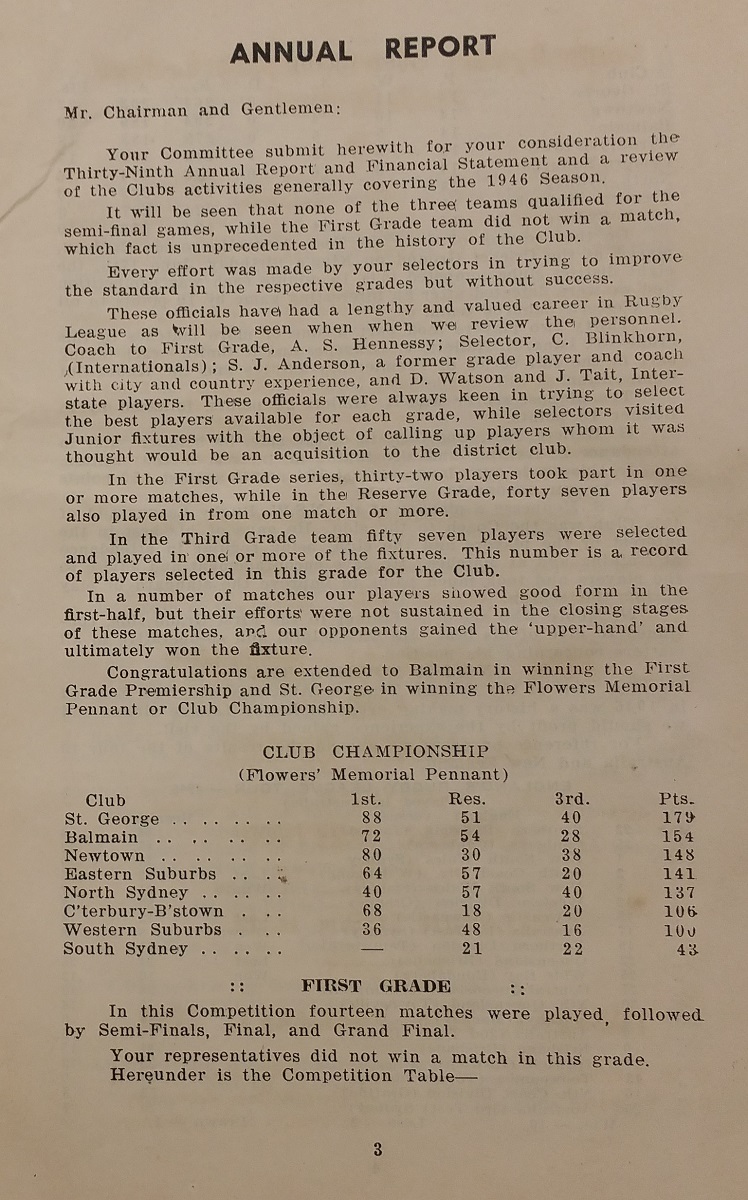 ANNUAL REPORT
Mr. Chairman and Gentlemen:
Your Committee submit herewith for your consideration the
Thirty-Ninth Annual Report and Financial Statement and a review
of the Clubs activities generally covering the 1946 Season.
It will be seen that none of the three teams qualified for the
semi-final games, while the First Grade team did not win a match,
which fact is unprecedented in the history of the Club.
Every effort was made by your selectors in trying to improve
the standard in the respective grades but without success.
These officials have had a lengthy and valued career in Rugby
League as will be seen when when we review the personnel.
Coach to First Grade, A. S. Hennessy; Selector, C. Blinkhorn,
(Internationals); S. J. Anderson, a former grade player and coach
with city and country experience, and D. Watson and J. Tait, Inter-
state players. These officials were always keen in trying to select
the best players available for each grade, while selectors visited
Junior fixtures with the object of calling up players whom it was
thought would be an acquisition to the district club.
In the First Grade series, thirty-two players took part in one
or more matches, while in the Reserve Grade, forty seven players
also played in from one match or more.
In the Third Grade team fifty seven players were selected
and played in one or more of the fixtures. This number is a record
of players selected in this grade for the Club.
In a number of matches our players showed good form in the
first-half, but their efforts were not sustained in the closing stages
of these matches, and our opponents gained the 'upper-hand' and
ultimately won the fixture.
Congratulations are extended to Balmain in winning the First
Grade Premiership and St. George in winning the Flowers Memorial
Pennant or Club Championship.
CLUB CHAMPIONSHIP
(Flowers' Memorial Pennant)
Club 1st. Res. 3rd. Pts.
St. George . . . . . . . 88 51 40 179
Balmain . . . . . . . 72 54 28 154
Newtown . . . . . . . 80 30 38 148
Eastern Suburbs . . . . 64 57 20 141
North Sydney . . . . . . 40 57 40 137
C'terbury-B'stown . . . 68 18 20 106
Western Suburbs . . . 36 48 16 100
South Sydney . . . . . . — 21 22 43
:: FIRST GRADE ::
In this Competition fourteen matches were played, followed
by Semi-Finals, Final, and Grand Final.
Your representatives did not win a match in this grade.
Hereunder is the Competition Table—
3